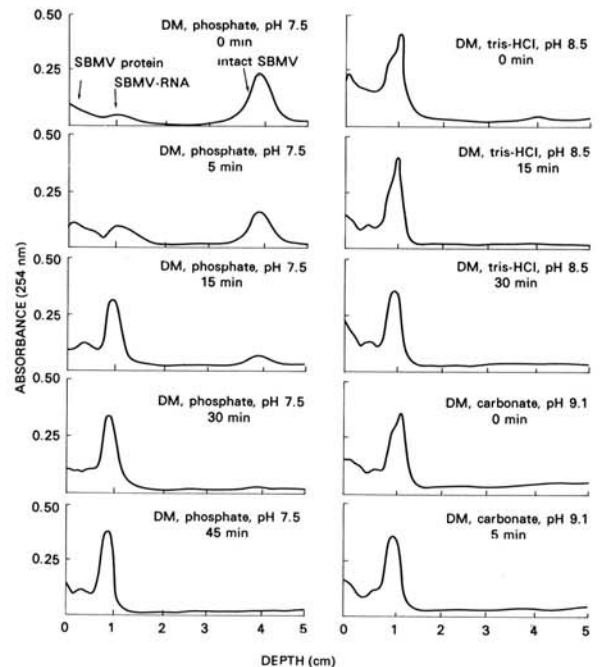 DM, phosphate, pH 7.5
0 min
SBMV protein
SBMV-RNA
intact SBMV
0.50
0.25
DM, phosphate, pH 7.5
5 min
0.50
0.25
DM, phosphate, pH 7.5
15 min
0.50
0.25
DM, phosphate, pH 7.5
30 min
0.50
0.25
DM, phosphate, pH 7.5
45 min
0.50
0.25
0 1 2 3 4 5
DM, tris-HCl, pH 8.5
0 min
DM, tris-HCl, pH 8.5
15 min
DM, tris-HCl, pH 8.5
30 min
DM, carbonate, pH 9.1
0 min
DM, carbonate, pH 9.1
5 min
0 1 2 3 4 5
ABSORBANCE (254 nm)
DEPTH (cm)